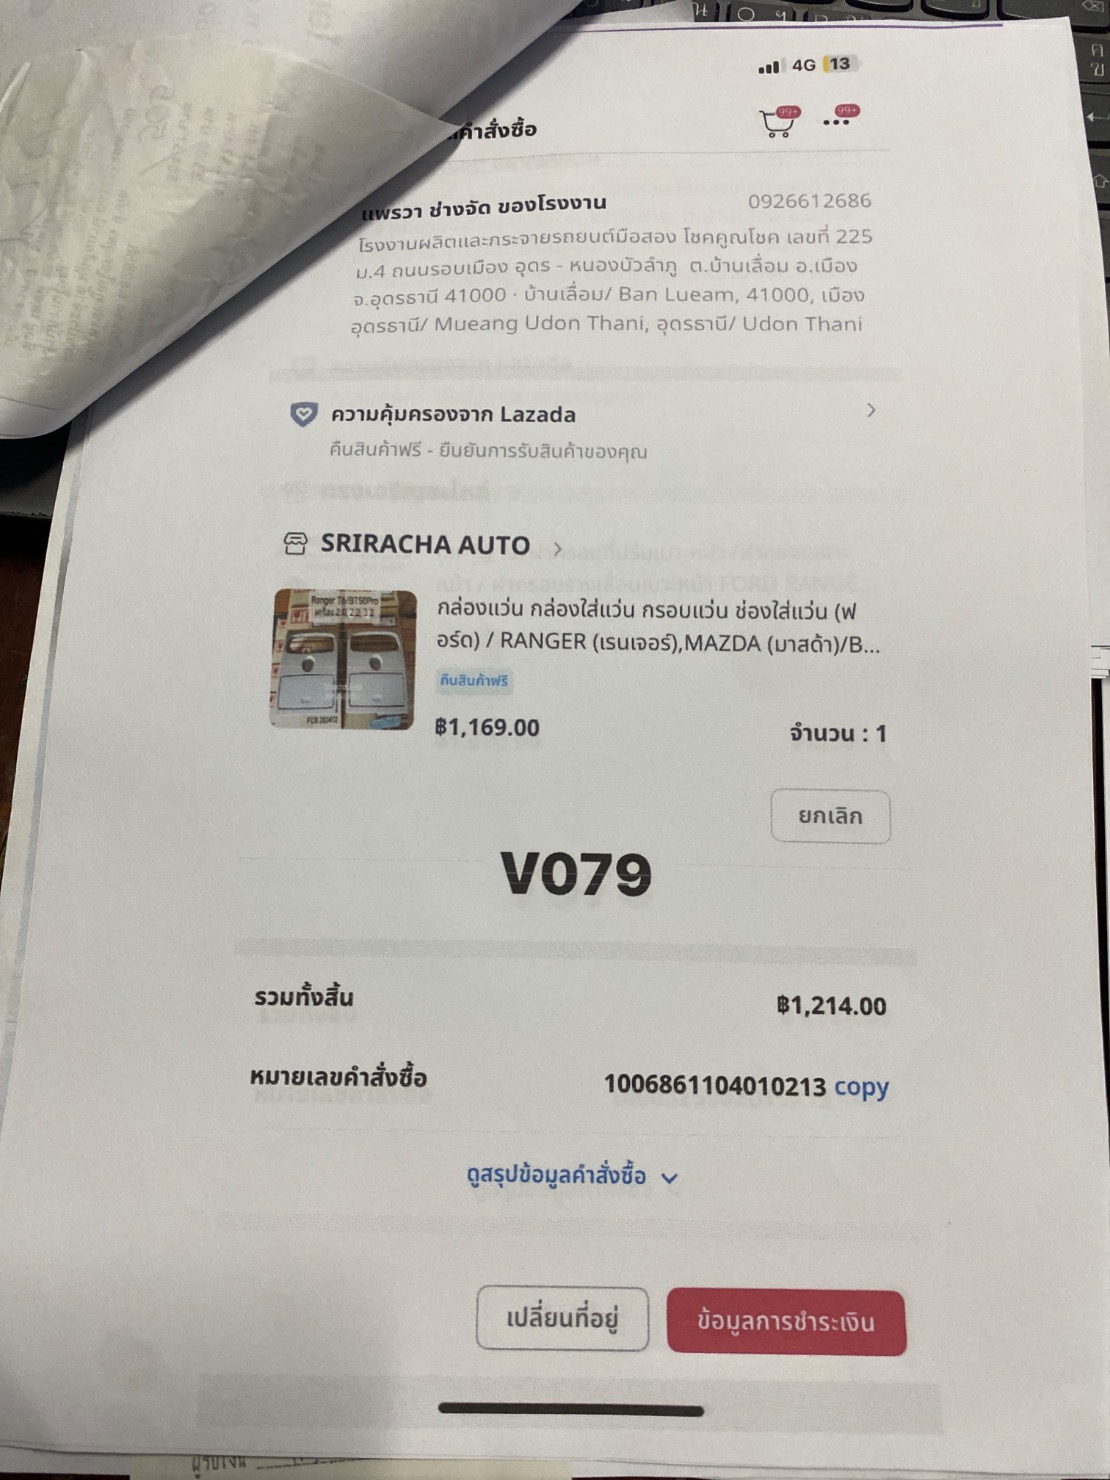 4G 13
99+ 99+
คำสั่งซื้อ
แพรวา ช่างจัด ของโรงงาน 0926612686
โรงงานผลิตและกระจายรถยนต์มือสอง โชคคูณโชค เลขที่ 225
ม.4 ถนนรอบเมือง อุดร - หนองบัวลำภู ต.บ้านเลื่อม อ.เมือง
จ.อุดรธานี 41000 · บ้านเลื่อม/ Ban Lueam, 41000, เมือง
อุดรธานี/ Mueang Udon Thani, อุดรธานี/ Udon Thani
ความคุ้มครองจาก Lazada
คืนสินค้าฟรี - ยืนยันการรับสินค้าของคุณ
SRIRACHA AUTO
Ranger T6/BT50Pro
กล่องแว่น กล่องใส่แว่น กรอบแว่น ช่องใส่แว่น (ฟ
อร์ด) / RANGER (เรนเจอร์),MAZDA (มาสด้า)/B...
คืนสินค้าฟรี
฿1,169.00 จำนวน : 1
ยกเลิก
V079
รวมทั้งสิ้น ฿1,214.00
หมายเลขคำสั่งซื้อ 1006861104010213 copy
ดูสรุปข้อมูลคำสั่งซื้อ
เปลี่ยนที่อยู่ ข้อมูลการชำระเงิน
ผู้รับเงิน